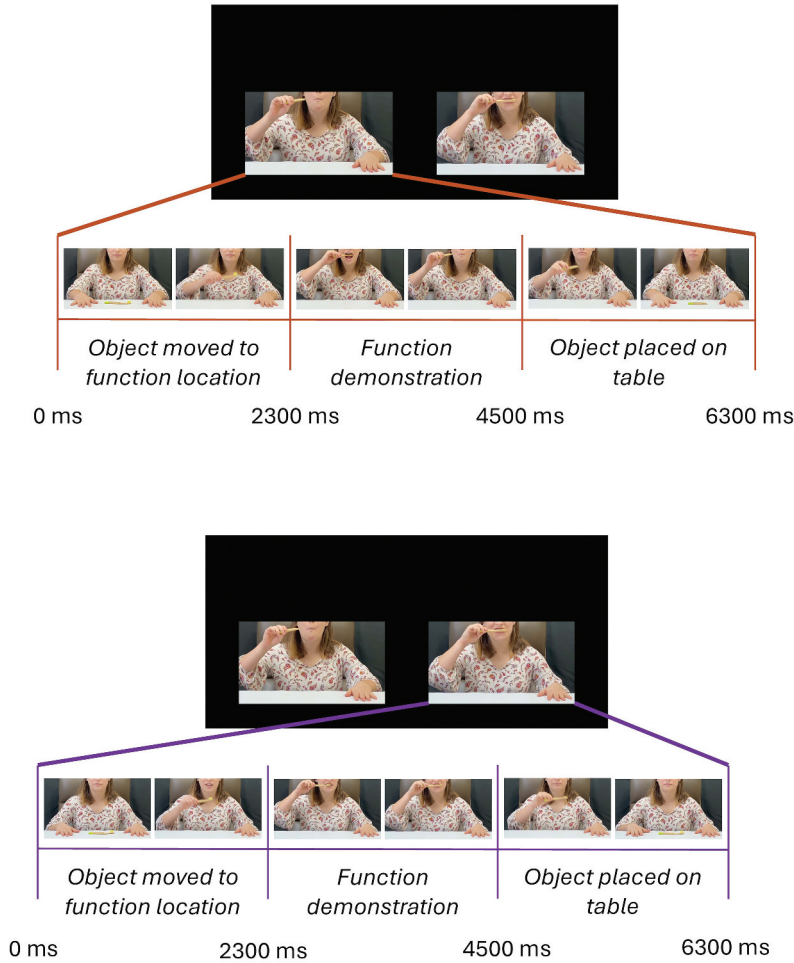 Object moved to
function location
Function
demonstration
Object placed on
table
0 ms
2300 ms
4500 ms
6300 ms
Object moved to
function location
Function
demonstration
Object placed on
table
0 ms
2300 ms
4500 ms
6300 ms